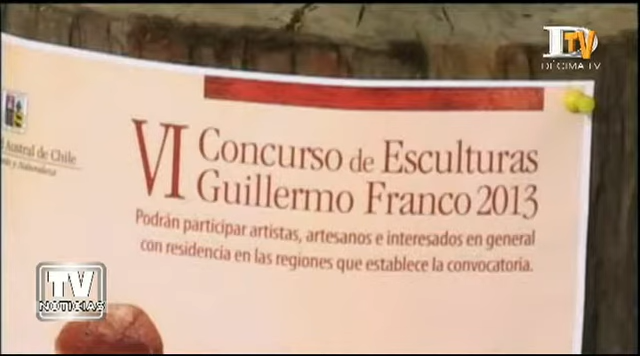 DTV
DÉCIMA TV
Austral de Chile
VI Concurso de Esculturas
Guillermo Franco 2013
Podrán participar artistas, artesanos e interesados en general
con residencia en las regiones que establece la convocatoria.
TV
NOTICIAS